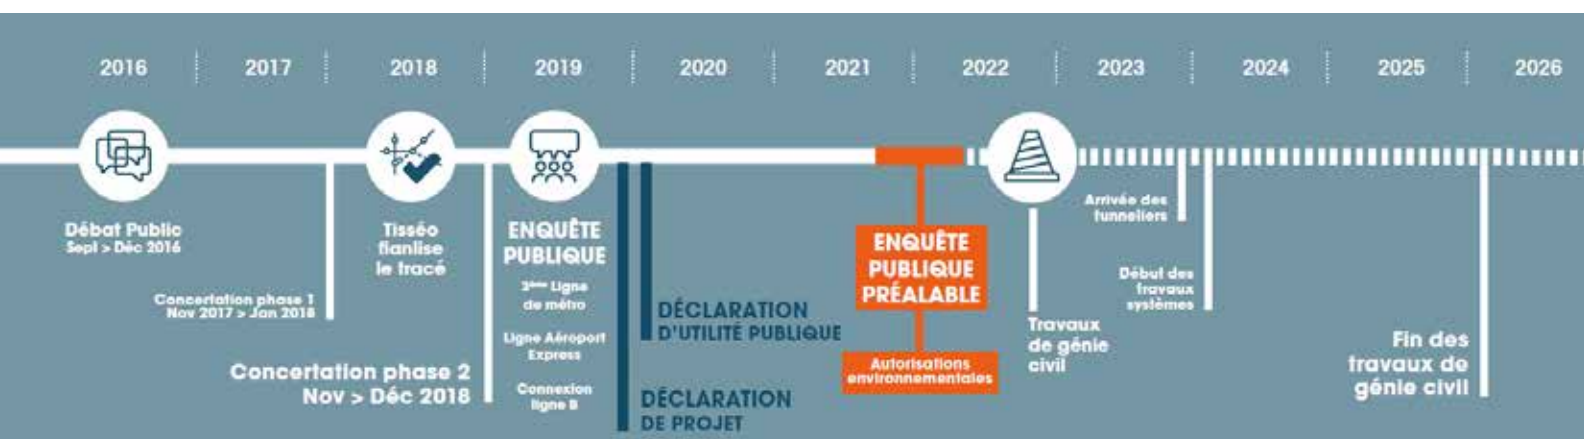 2016 2017 2018 2019 2020 2021 2022 2023 2024 2025 2026
Débat Public
Sept > Déc 2016
Concertation phase 1
Nov 2017 > Jan 2018
Tisséo
fianlise
le tracé
Concertation phase 2
Nov > Déc 2018
ENQUÊTE
PUBLIQUE
3ème Ligne
de métro
Ligne Aéroport
Express
Connexion
ligne B
DÉCLARATION
D'UTILITÉ PUBLIQUE
DÉCLARATION
DE PROJET
ENQUÊTE
PUBLIQUE
PRÉALABLE
Autorisations
environnementales
Travaux
de génie
civil
Arrivée des
tunneliers
Début des
travaux
systèmes
Fin des
travaux de
génie civil